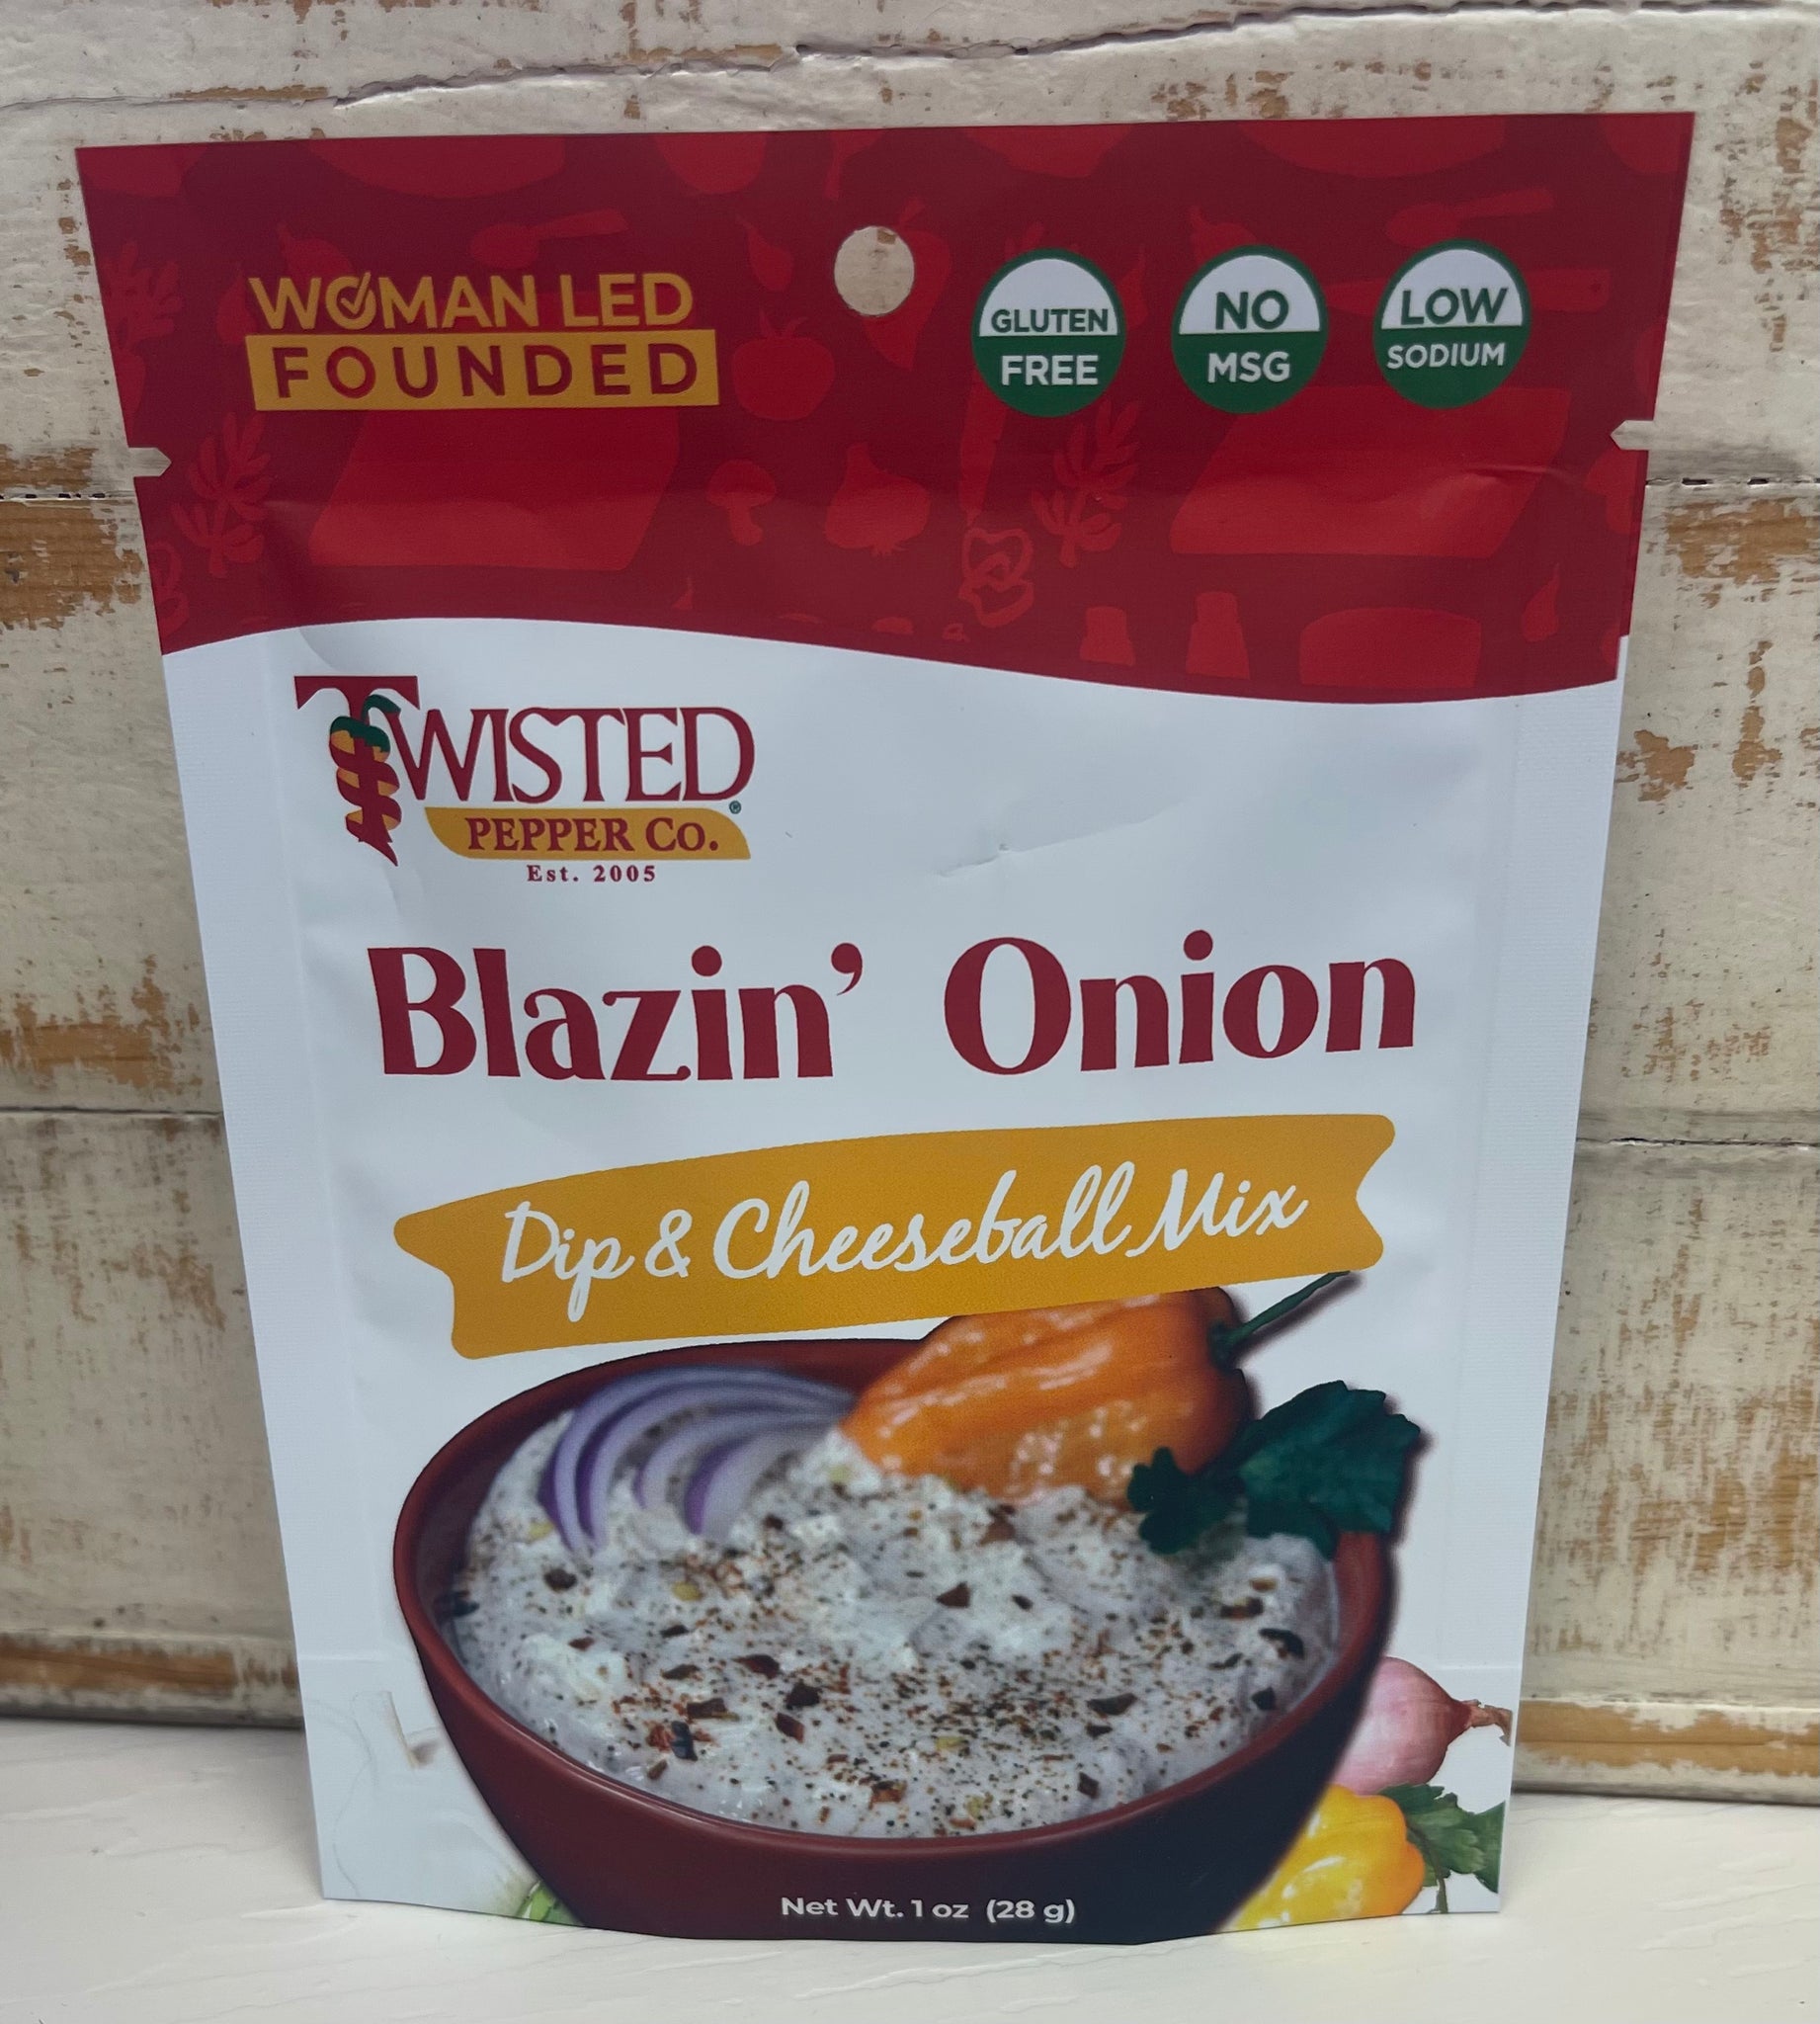 WOMAN LED
FOUNDED
GLUTEN
FREE
NO
MSG
LOW
SODIUM
TWISTED
PEPPER CO.®
Est. 2005
Blazin’ Onion
Dip & Cheeseball Mix
Net Wt. 1 oz (28 g)